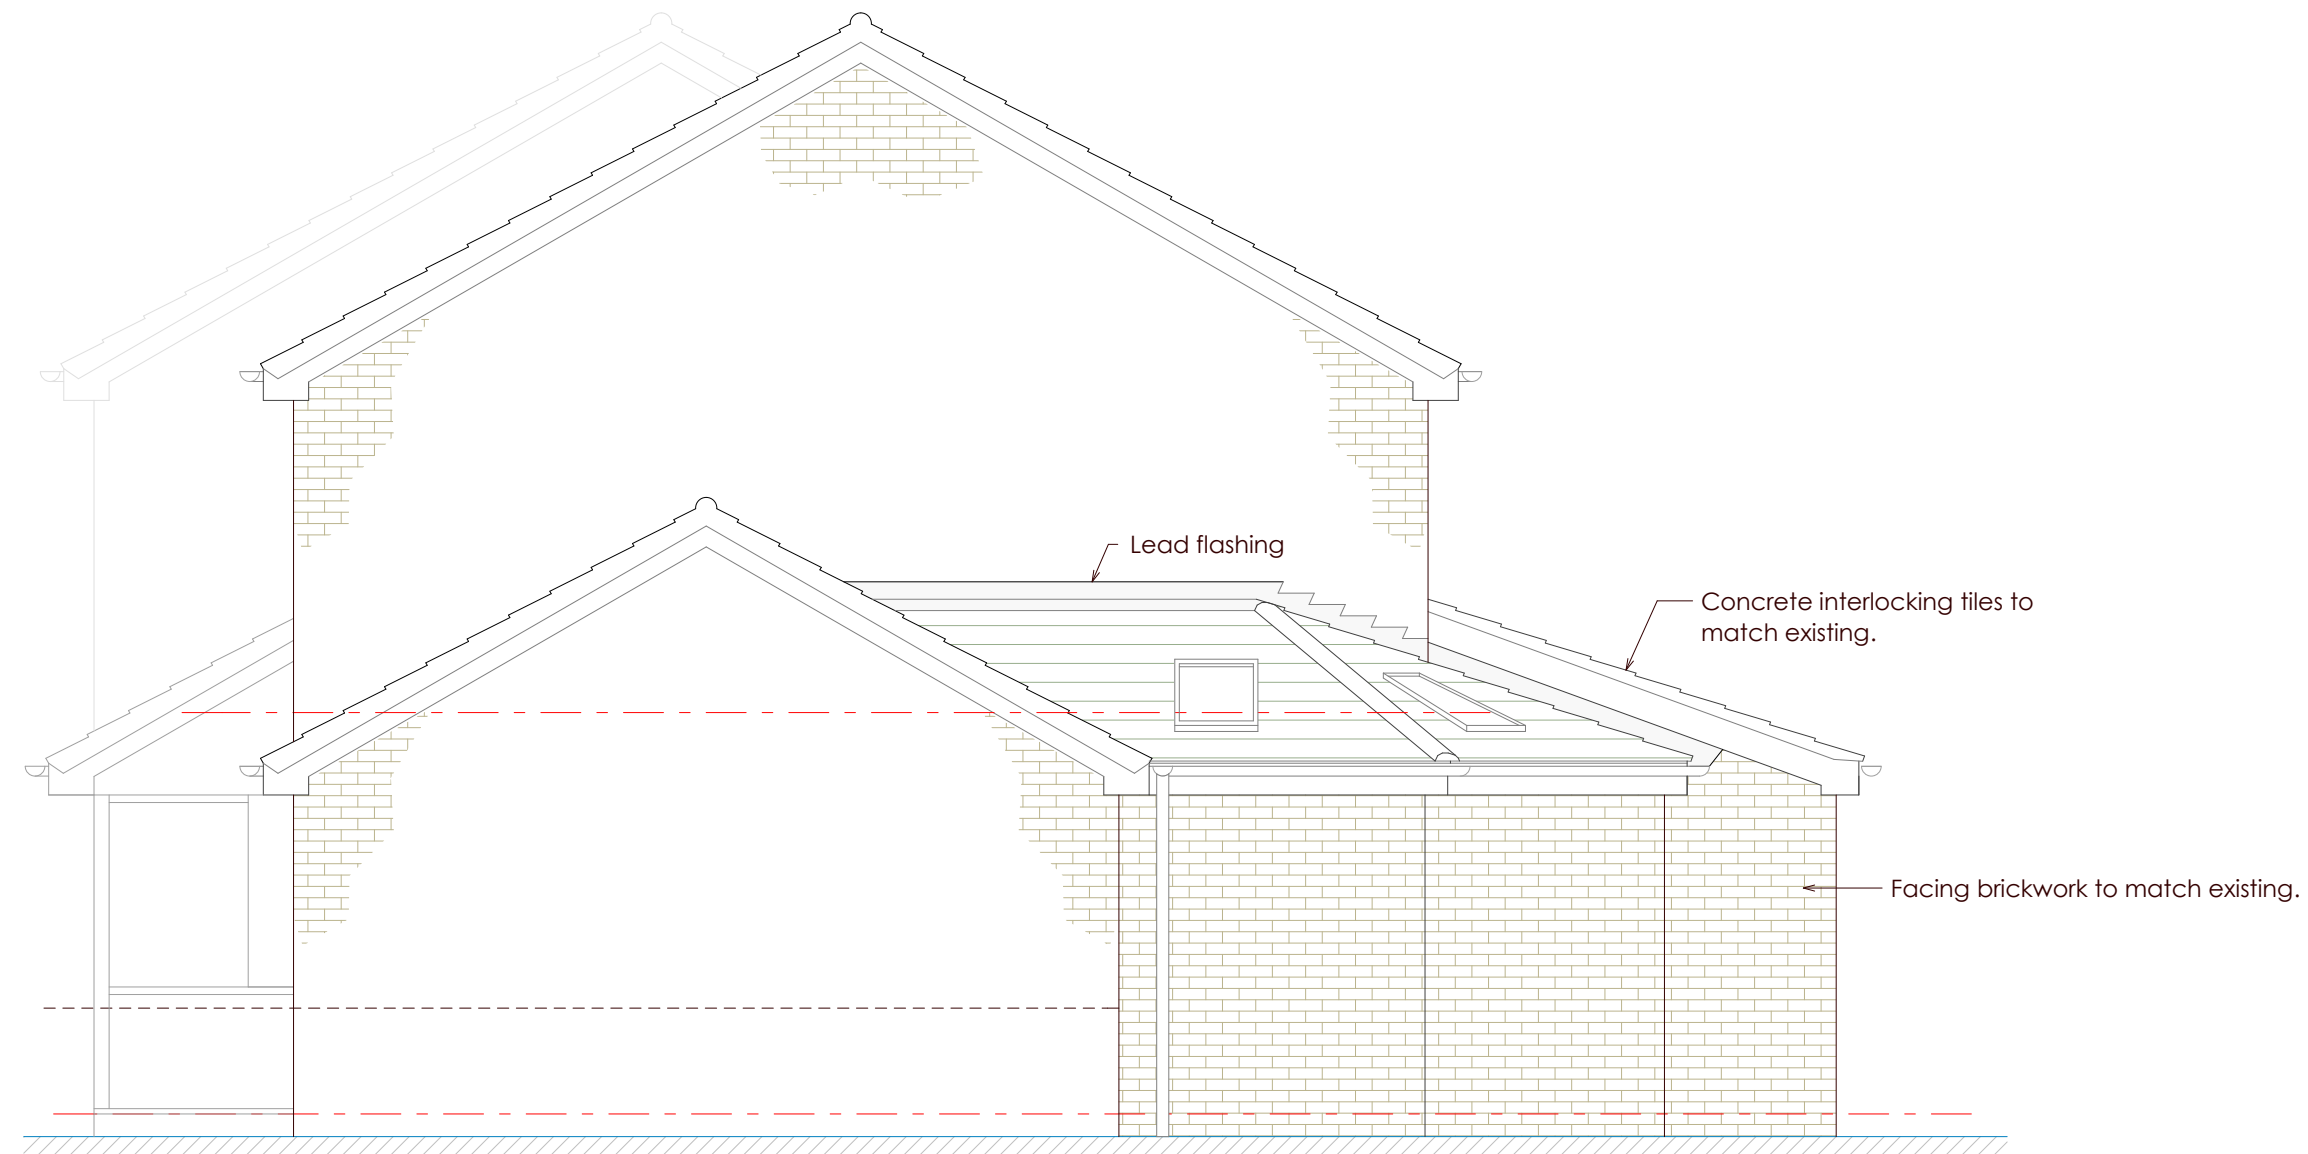 Lead flashing
Concrete interlocking tiles to
match existing.
Facing brickwork to match existing.